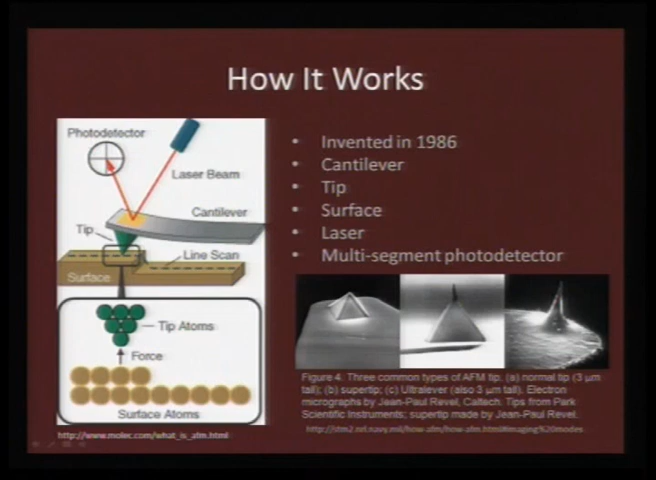 How It Works
Photodetector
Laser Beam
Cantilever
Tip
Line Scan
Surface
Tip Atoms
Force
Surface Atoms
http://www.molec.com/what_is_afm.html
• Invented in 1986
• Cantilever
• Tip
• Surface
• Laser
• Multi-segment photodetector
Figure 4. Three common types of AFM tip. (a) normal tip (3 µm
tall); (b) supertip; (c) Ultralever (also 3 µm tall). Electron
micrographs by Jean-Paul Revel, Caltech. Tips from Park
Scientific Instruments; supertip made by Jean-Paul Revel.
http://stm2.nrl.navy.mil/how-afm/how-afm.html#imaging%20modes